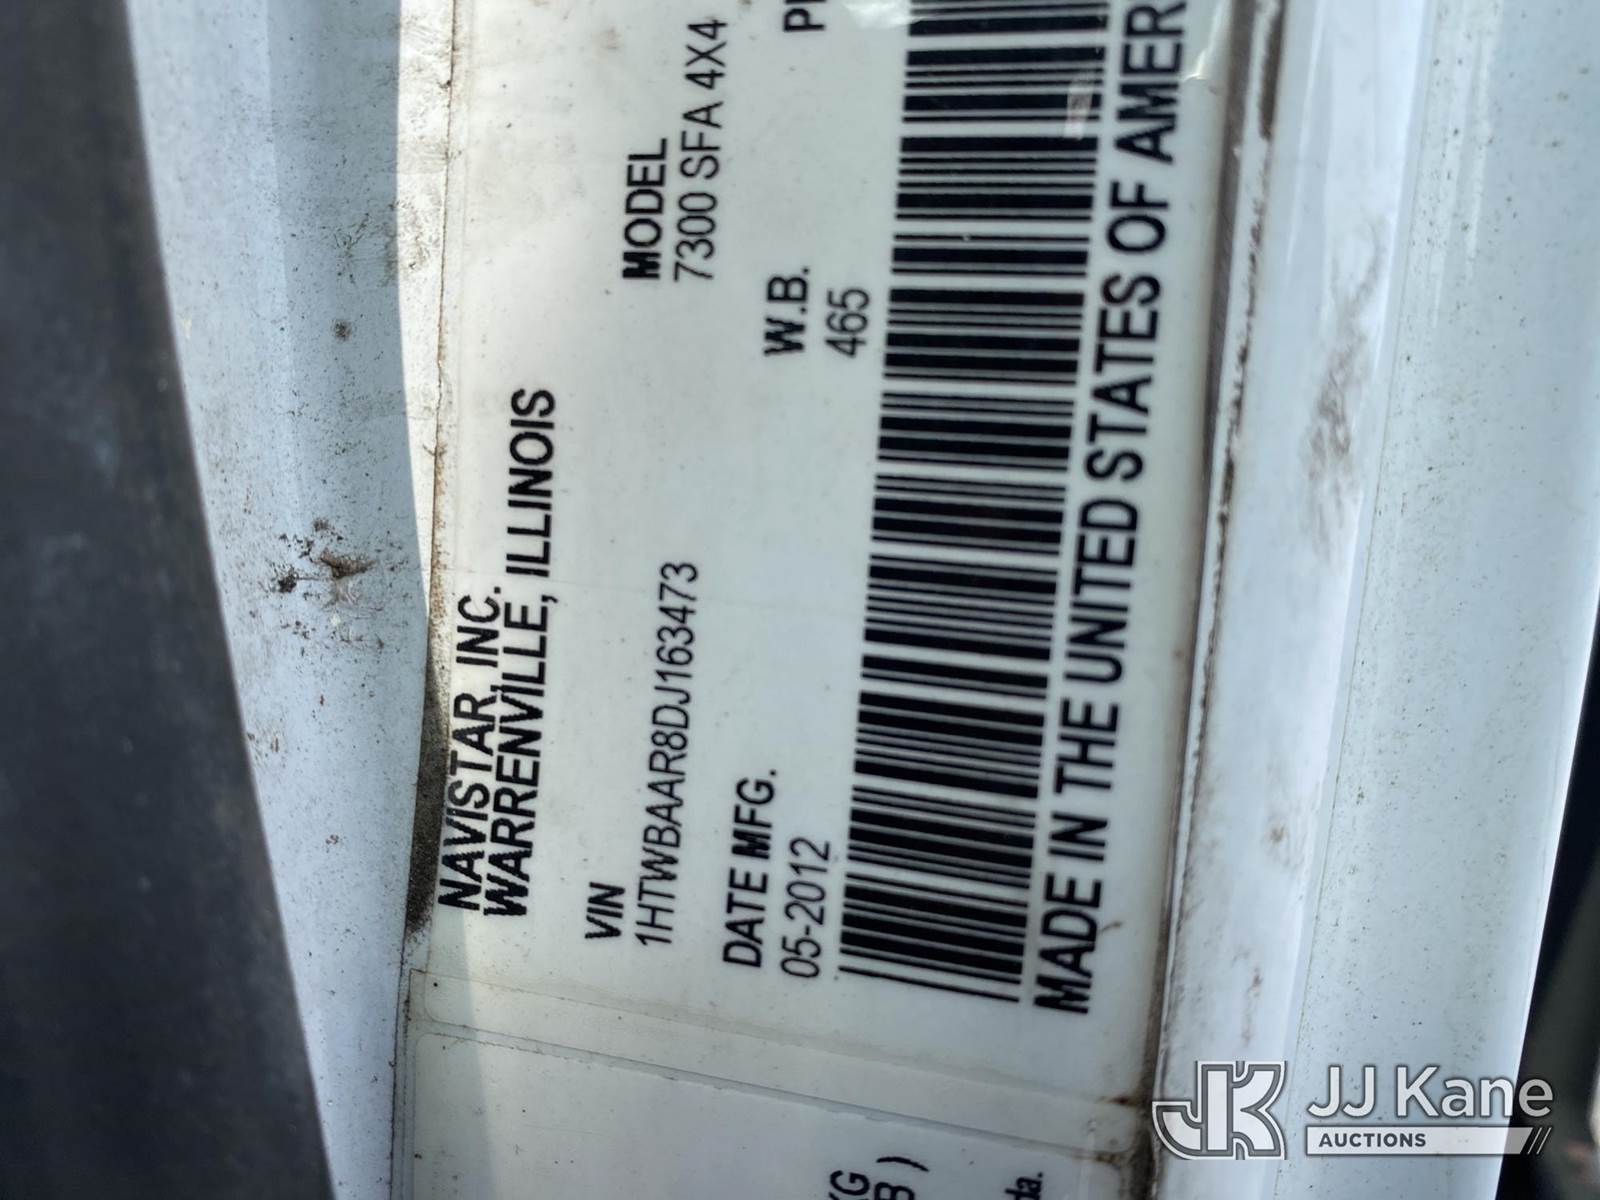 NAVISTAR, INC.
WARRENVILLE, ILLINOIS
VIN
1HTWBAAR8DJ163473
MODEL
7300 SFA 4X4
DATE MFG.
05-2012
W.B.
465
MADE IN THE UNITED STATES OF AMER
JK JJ Kane
AUCTIONS